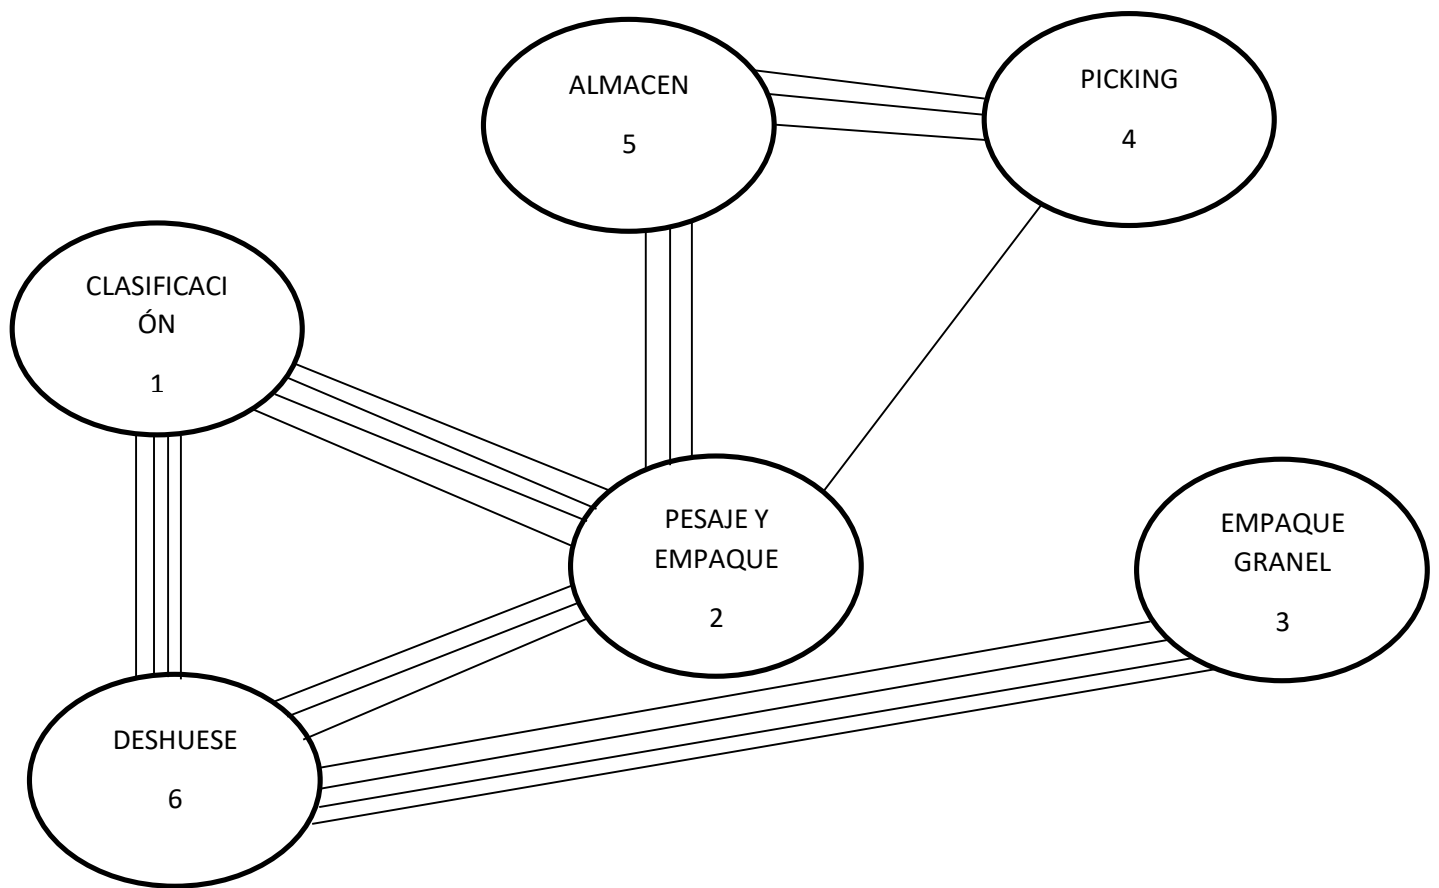 ALMACEN
5
PICKING
4
CLASIFICACI
ÓN
1
PESAJE Y
EMPAQUE
2
EMPAQUE
GRANEL
3
DESHUESE
6